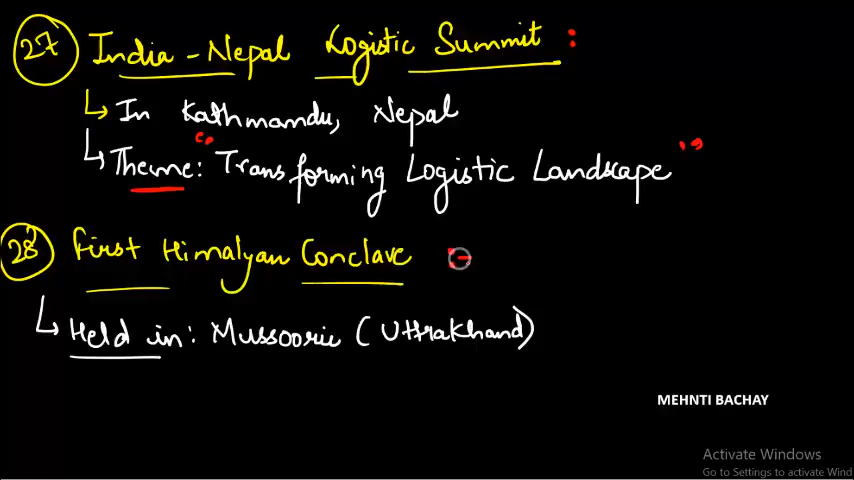 27 India - Nepal Logistic Summit :
↳ In Kathmandu, Nepal
↳ Theme: "Transforming Logistic Landscape"
28 First Himalyan Conclave :-
↳ Held in: Mussoorie (Uttrakhand)
MEHNTI BACHAY
Activate Windows
Go to Settings to activate Wind